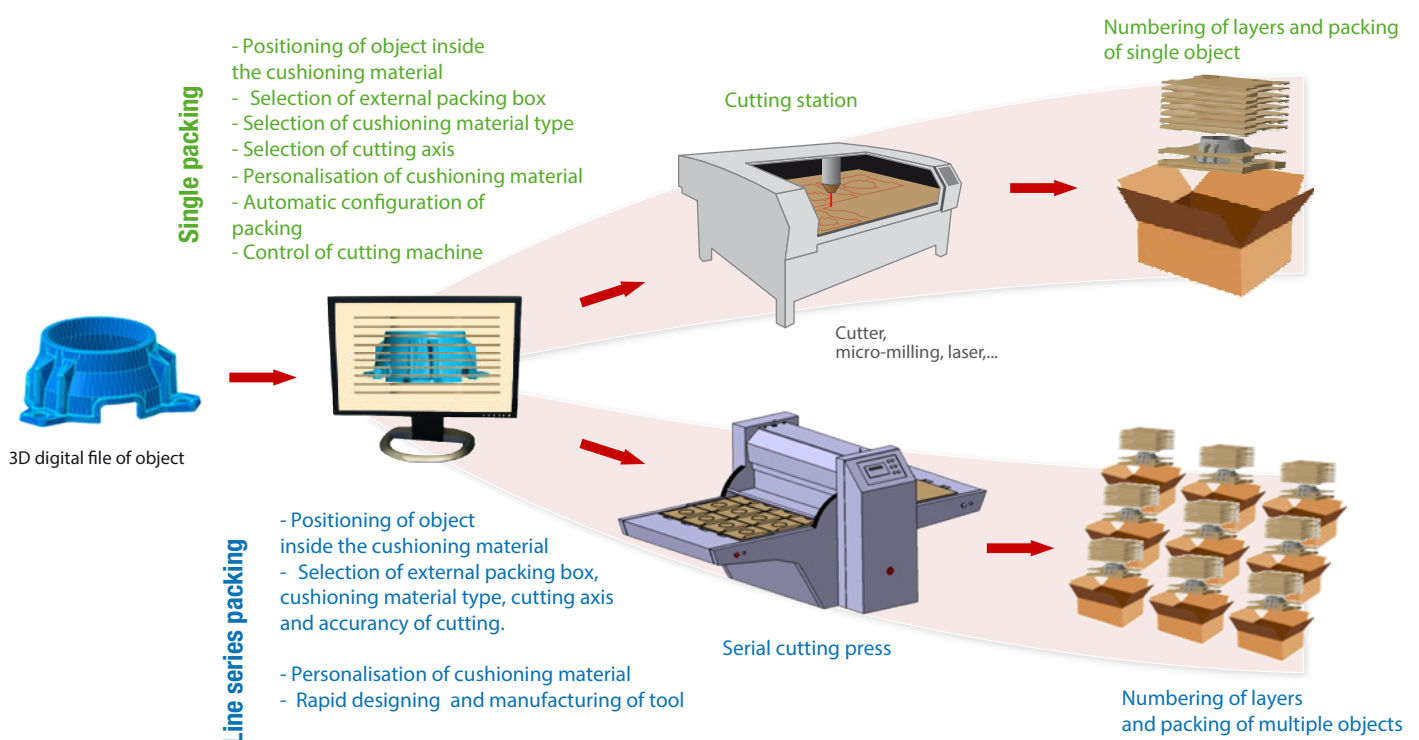 Single packing
- Positioning of object inside
the cushioning material
- Selection of external packing box
- Selection of cushioning material type
- Selection of cutting axis
- Personalisation of cushioning material
- Automatic configuration of
packing
- Control of cutting machine
Cutting station
Numbering of layers and packing
of single object
Cutter,
micro-milling, laser,...
3D digital file of object
Line series packing
- Positioning of object
inside the cushioning material
- Selection of external packing box,
cushioning material type, cutting axis
and accurancy of cutting.
- Personalisation of cushioning material
- Rapid designing and manufacturing of tool
Serial cutting press
Numbering of layers
and packing of multiple objects